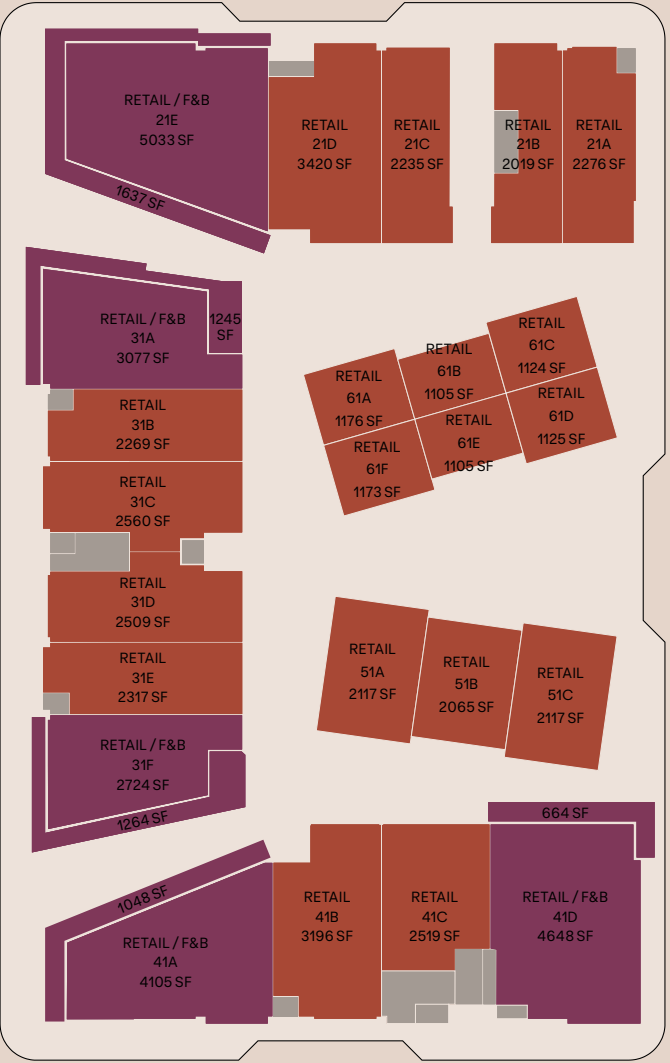 RETAIL / F&B
21E
5033 SF
1637 SF
RETAIL
21D
3420 SF
RETAIL
21C
2235 SF
RETAIL
21B
2019 SF
RETAIL
21A
2276 SF
RETAIL / F&B
31A
3077 SF
1245
SF
RETAIL
31B
2269 SF
RETAIL
31C
2560 SF
RETAIL
31D
2509 SF
RETAIL
31E
2317 SF
RETAIL / F&B
31F
2724 SF
1264 SF
RETAIL
61A
1176 SF
RETAIL
61B
1105 SF
RETAIL
61C
1124 SF
RETAIL
61F
1173 SF
RETAIL
61E
1105 SF
RETAIL
61D
1125 SF
RETAIL
51A
2117 SF
RETAIL
51B
2065 SF
RETAIL
51C
2117 SF
1048 SF
RETAIL / F&B
41A
4105 SF
RETAIL
41B
3196 SF
RETAIL
41C
2519 SF
664 SF
RETAIL / F&B
41D
4648 SF